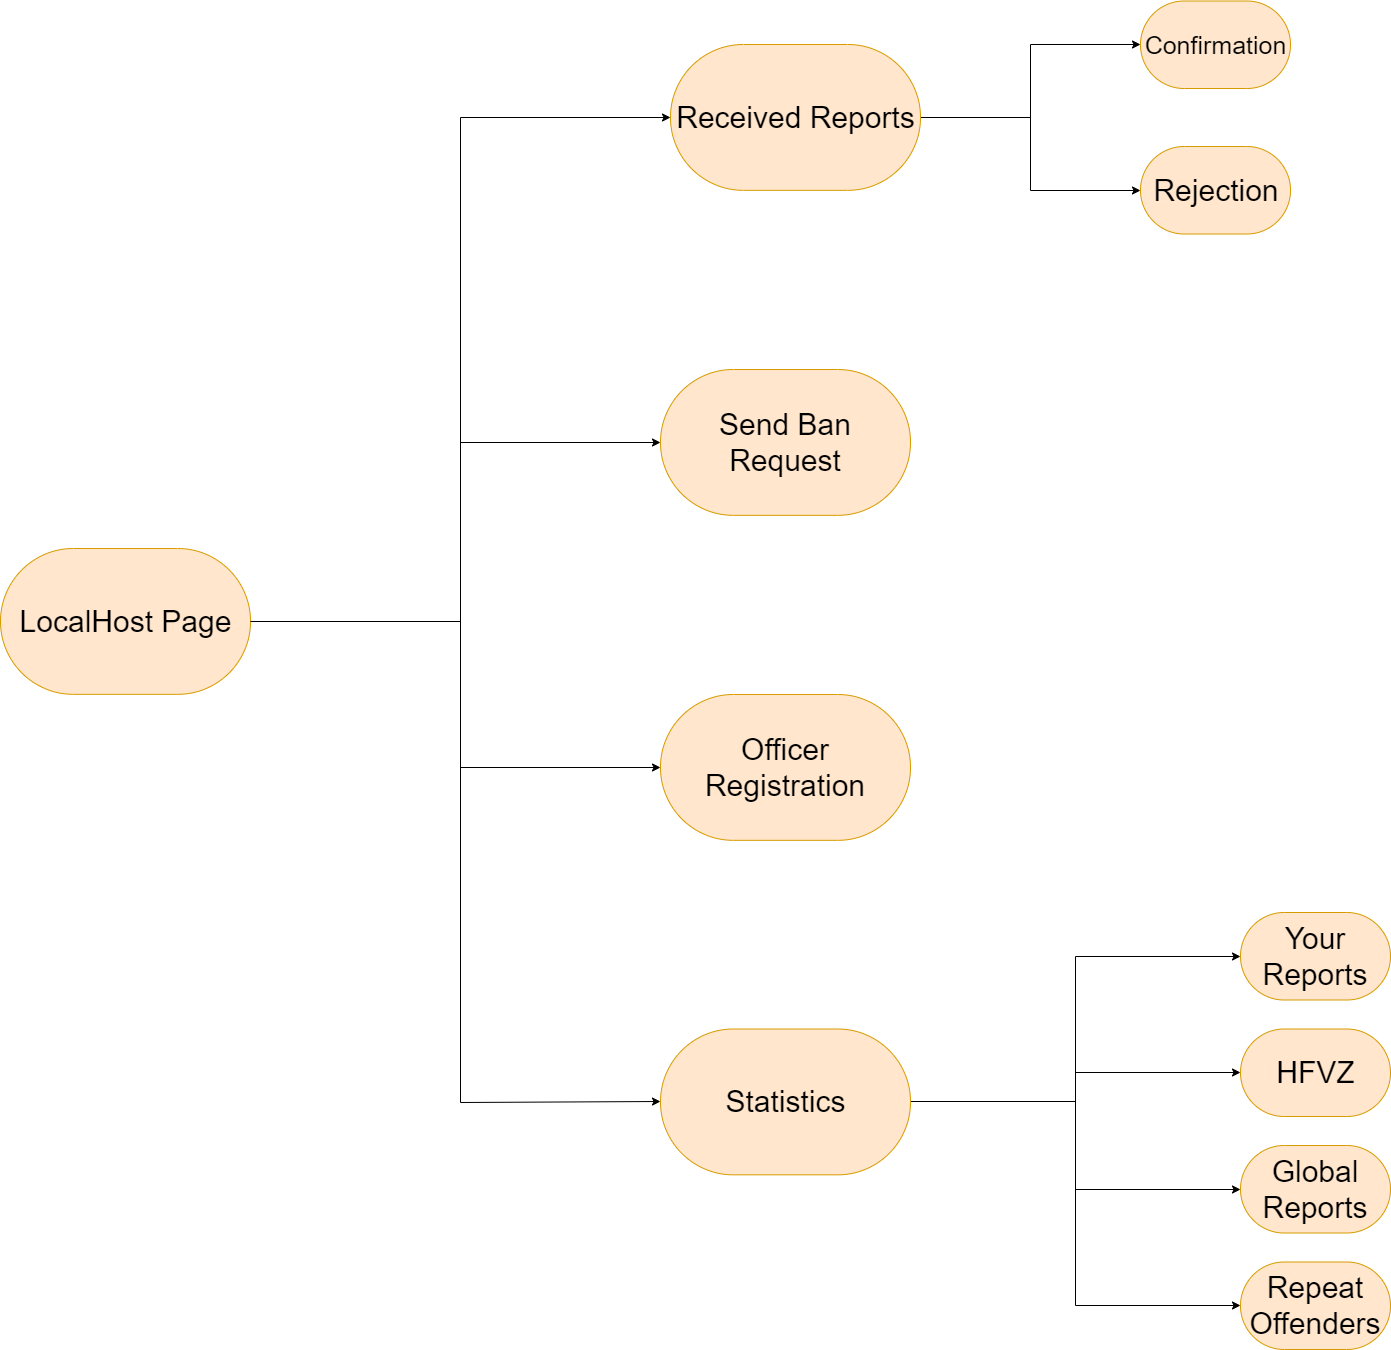 Confirmation
Received Reports
Rejection
Send Ban
Request
LocalHost Page
Officer
Registration
Your
Reports
HFVZ
Statistics
Global
Reports
Repeat
Offenders